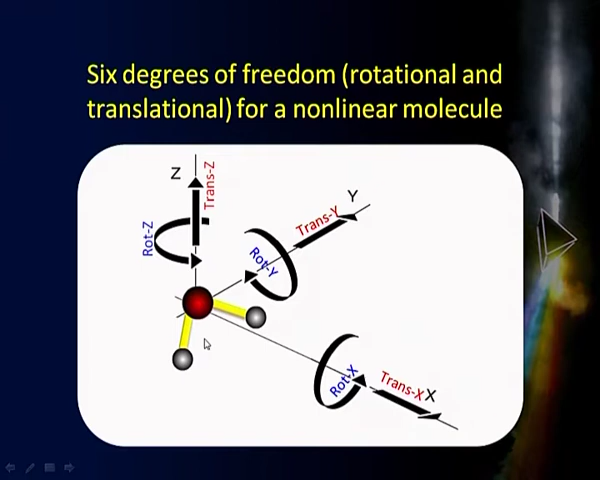 Six degrees of freedom (rotational and
translational) for a nonlinear molecule
Z
Trans-Z
Rot-Z
Y
Trans-Y
Rot-Y
Rot-X
Trans-X
X